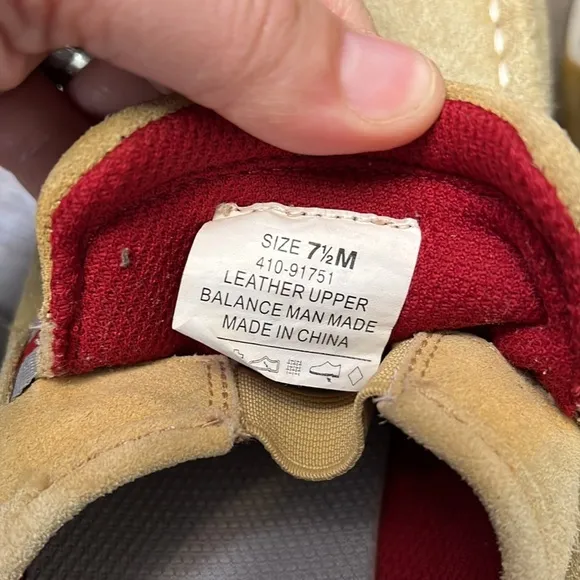 SIZE 7½M
410-91751
LEATHER UPPER
BALANCE MAN MADE
MADE IN CHINA